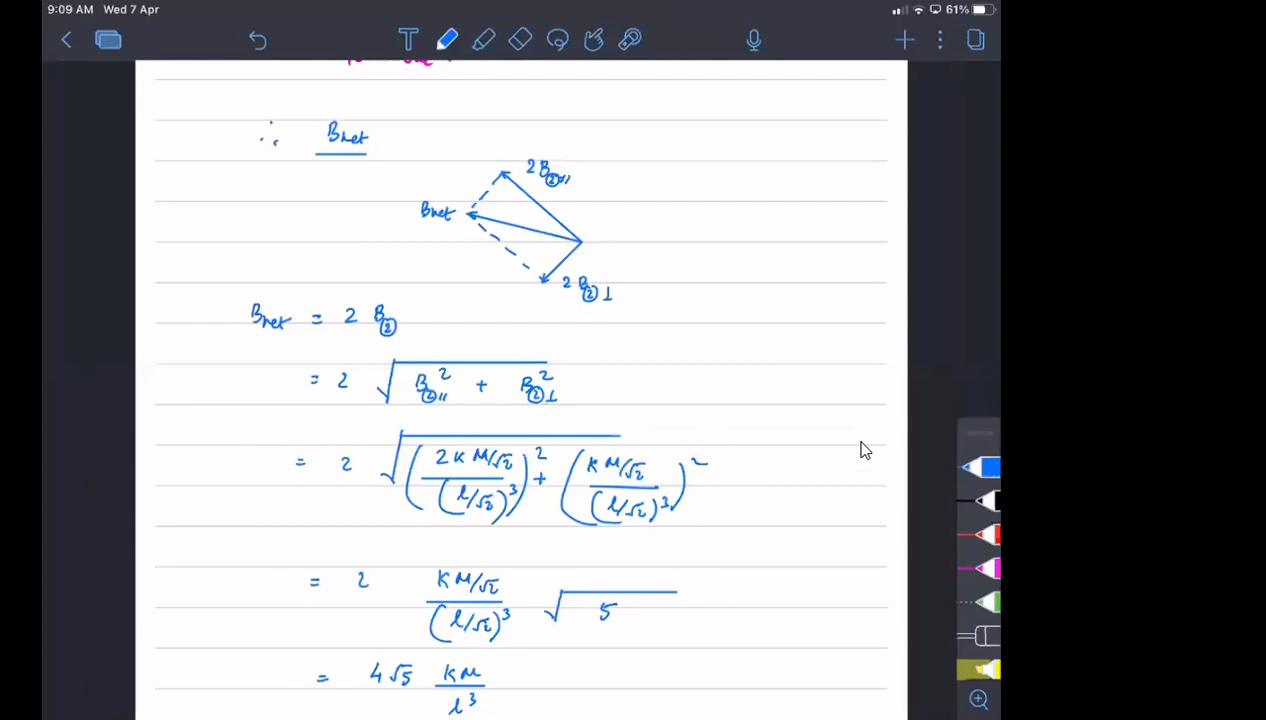 9:09 AM Wed 7 Apr
61%
T
∴ Bnet
2B②∥
Bnet
2B②⊥
Bnet = 2 B②
= 2 √(B②∥² + B②⊥²)
= 2 √((2KM/√2 / (l/√2)³)² + (KM/√2 / (l/√2)³)²)
= 2 KM/√2 / (l/√2)³ √5
= 4√5 KM / l³